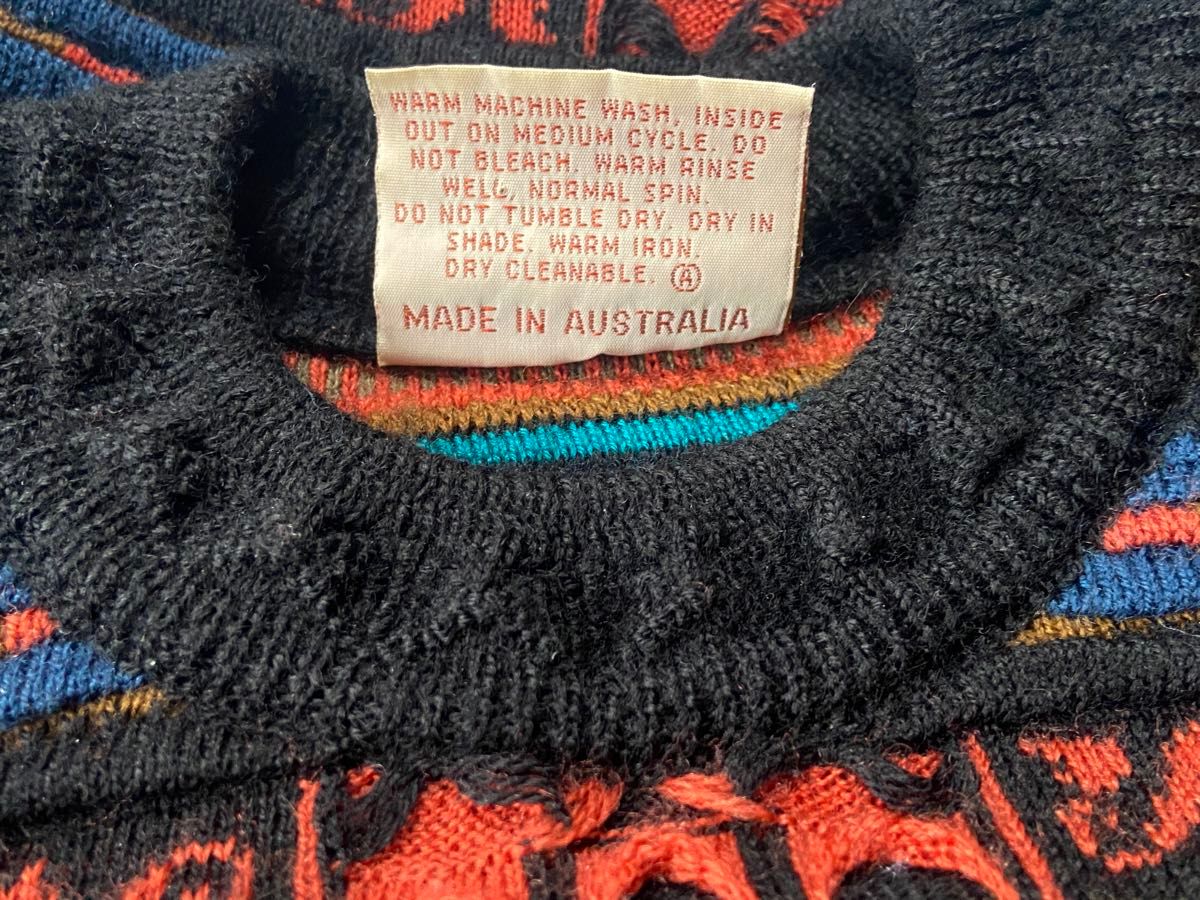 WARM MACHINE WASH, INSIDE
OUT ON MEDIUM CYCLE. DO
NOT BLEACH. WARM RINSE
WELL, NORMAL SPIN.
DO NOT TUMBLE DRY. DRY IN
SHADE. WARM IRON.
DRY CLEANABLE. Ⓐ
MADE IN AUSTRALIA